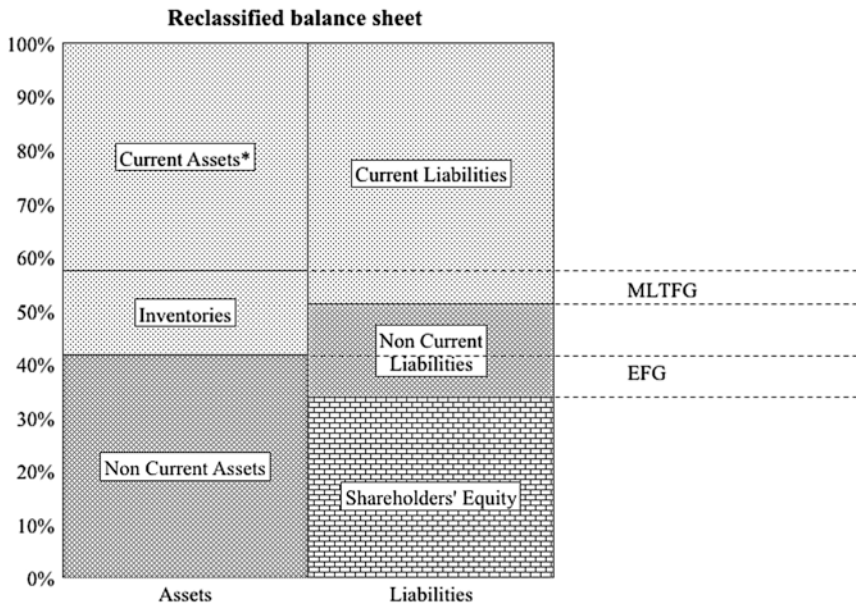 Reclassified balance sheet
100%
90%
80%
70%
60%
50%
40%
30%
20%
10%
0%
Current Assets*
Inventories
Non Current Assets
Current Liabilities
Non Current
Liabilities
Shareholders' Equity
MLTFG
EFG
Assets
Liabilities